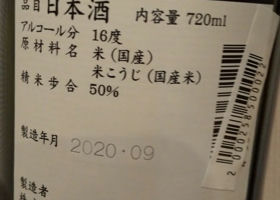 品目日本酒 内容量 720ml
アルコール分 16度
原材料名 米(国産)
米こうじ(国産米)
精米歩合 50%
製造年月 2020.09
製造者
2000258500002